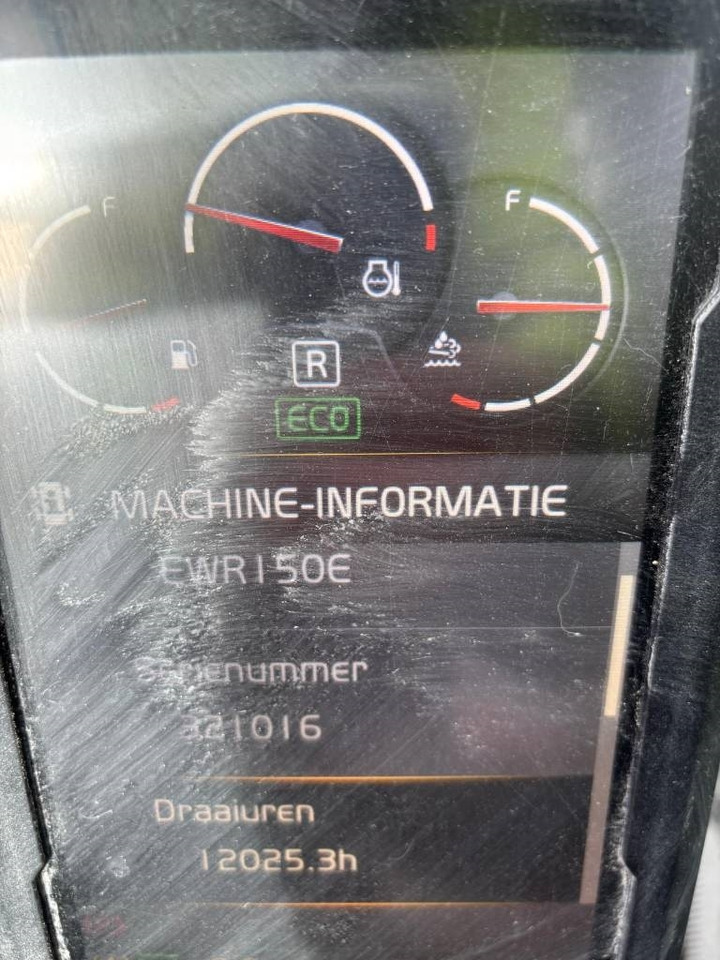 F
F
R
ECO
MACHINE-INFORMATIE
EWR150E
Serienummer
321016
Draaiuren
12025.3h